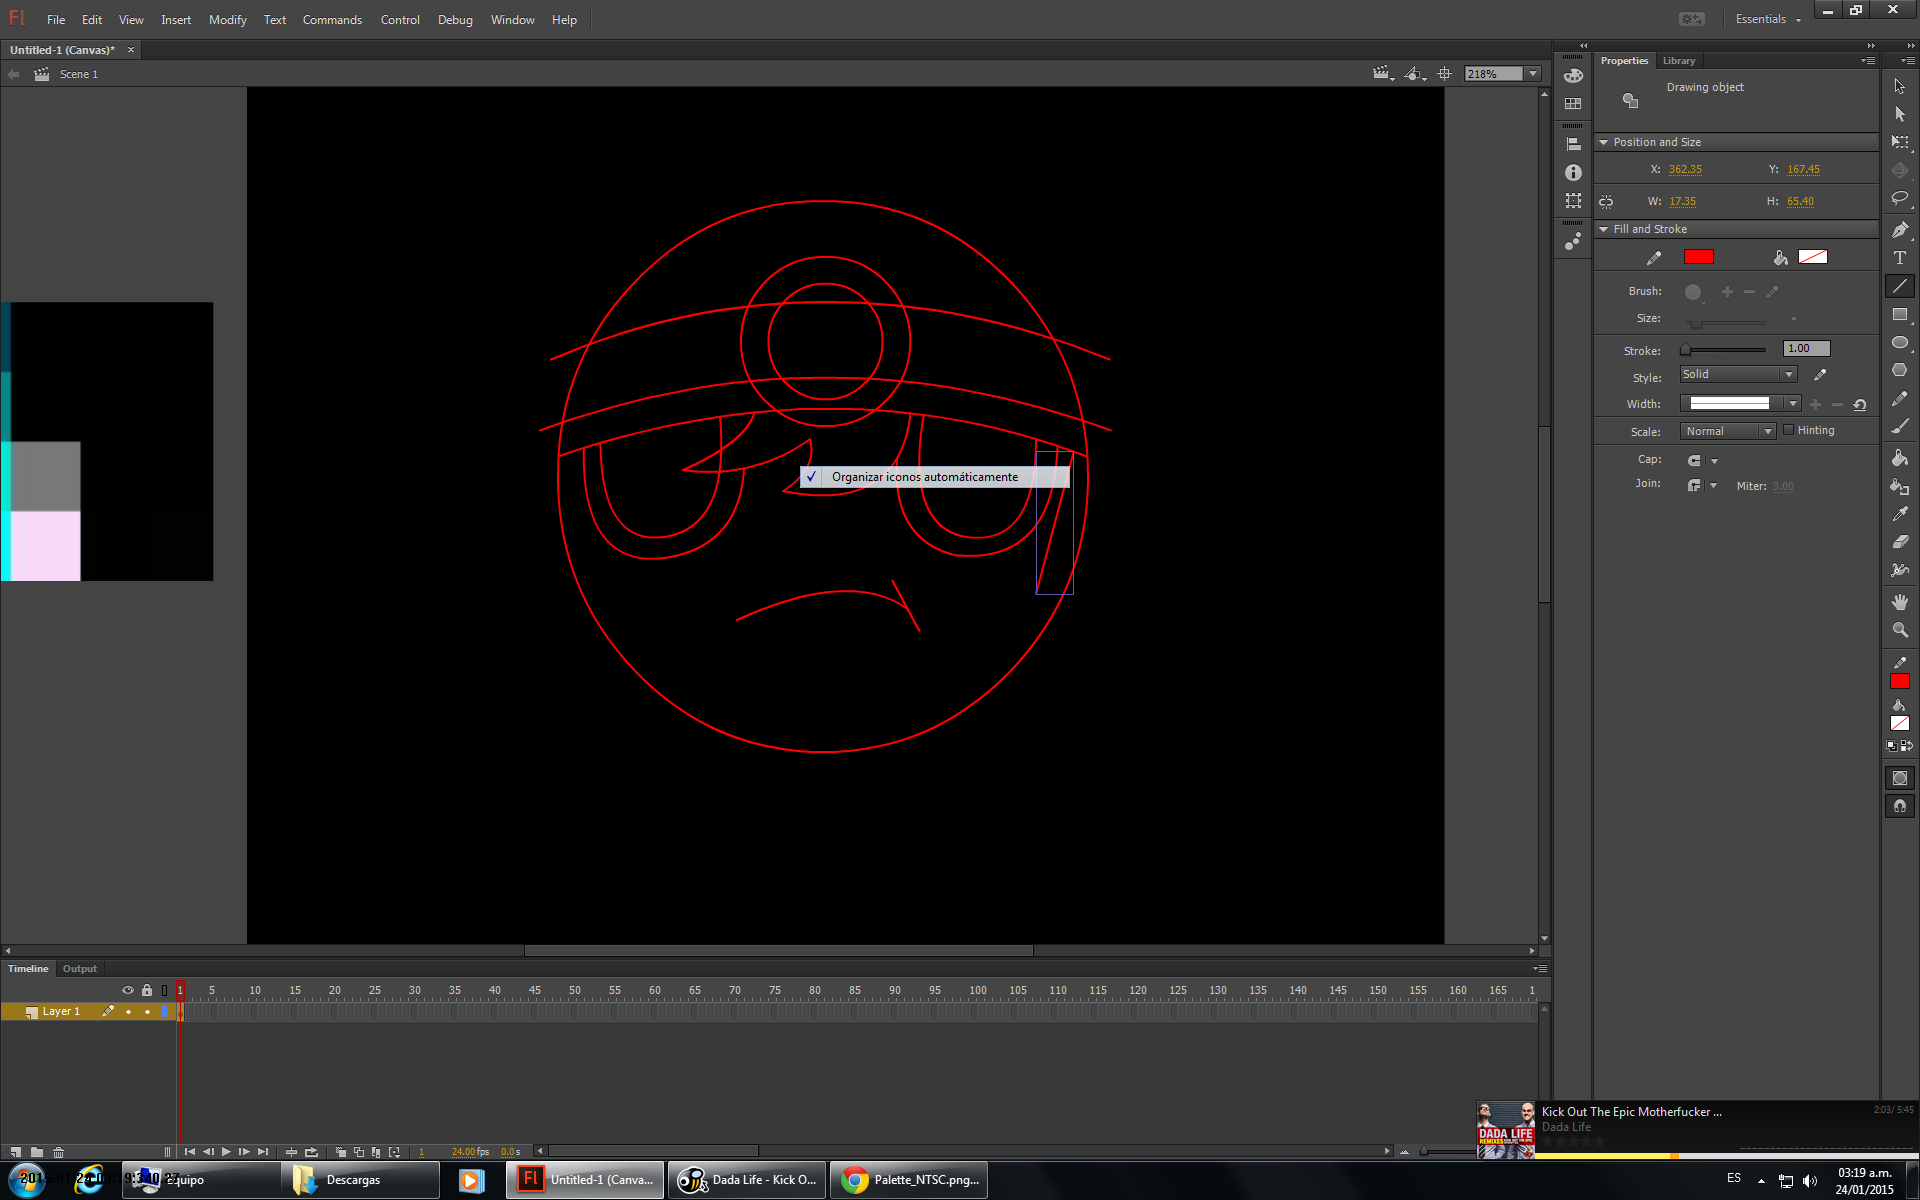 Fl File Edit View Insert Modify Text Commands Control Debug Window Help Essentials
Untitled-1 (Canvas)* ×
Scene 1 218%
Properties Library
Drawing object
Position and Size
X: 362.35 Y: 167.45
W: 17.35 H: 65.40
Fill and Stroke
Brush:
Size: -
Stroke: 1.00
Style: Solid
Width:
Scale: Normal Hinting
Cap:
Join: Miter: 3.00
T
✓ Organizar iconos automáticamente
Timeline Output
1 5 10 15 20 25 30 35 40 45 50 55 60 65 70 75 80 85 90 95 100 105 110 115 120 125 130 135 140 145 150 155 160 165 1
Layer 1
1 24.00 fps 0.0 s
Kick Out The Epic Motherfucker ... 2:03/ 5:45
Dada Life
DADA LIFE
Equipo
Descargas
Fl Untitled-1 (Canva...
Dada Life - Kick O...
Palette_NTSC.png...
ES
03:19 a.m.
24/01/2015